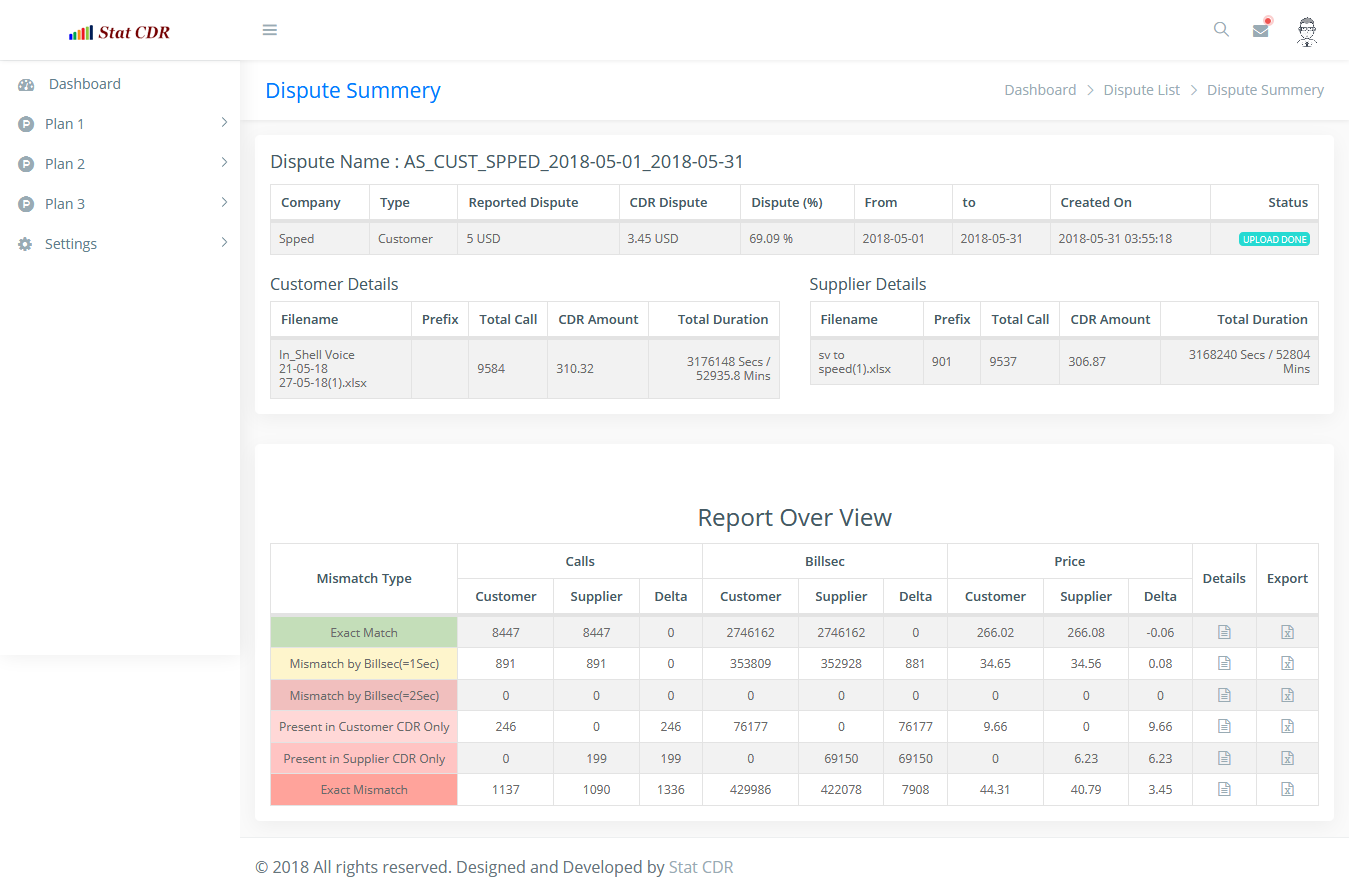 Stat CDR
Dashboard
Plan 1
Plan 2
Plan 3
Settings
Dispute Summery
Dashboard > Dispute List > Dispute Summery
Dispute Name : AS_CUST_SPPED_2018-05-01_2018-05-31
Company Type Reported Dispute CDR Dispute Dispute (%) From to Created On Status
Spped Customer 5 USD 3.45 USD 69.09 % 2018-05-01 2018-05-31 2018-05-31 03:55:18 UPLOAD DONE
Customer Details
Filename Prefix Total Call CDR Amount Total Duration
In_Shell Voice
21-05-18
27-05-18(1).xlsx
9584 310.32
3176148 Secs /
52935.8 Mins
Supplier Details
Filename Prefix Total Call CDR Amount Total Duration
sv to
speed(1).xlsx
901 9537 306.87
3168240 Secs / 52804
Mins
Report Over View
Mismatch Type Calls Billsec Price Details Export
Customer Supplier Delta Customer Supplier Delta Customer Supplier Delta
Exact Match 8447 8447 0 2746162 2746162 0 266.02 266.08 -0.06
Mismatch by Billsec(=1Sec) 891 891 0 353809 352928 881 34.65 34.56 0.08
Mismatch by Billsec(=2Sec) 0 0 0 0 0 0 0 0 0
Present in Customer CDR Only 246 0 246 76177 0 76177 9.66 0 9.66
Present in Supplier CDR Only 0 199 199 0 69150 69150 0 6.23 6.23
Exact Mismatch 1137 1090 1336 429986 422078 7908 44.31 40.79 3.45
© 2018 All rights reserved. Designed and Developed by Stat CDR